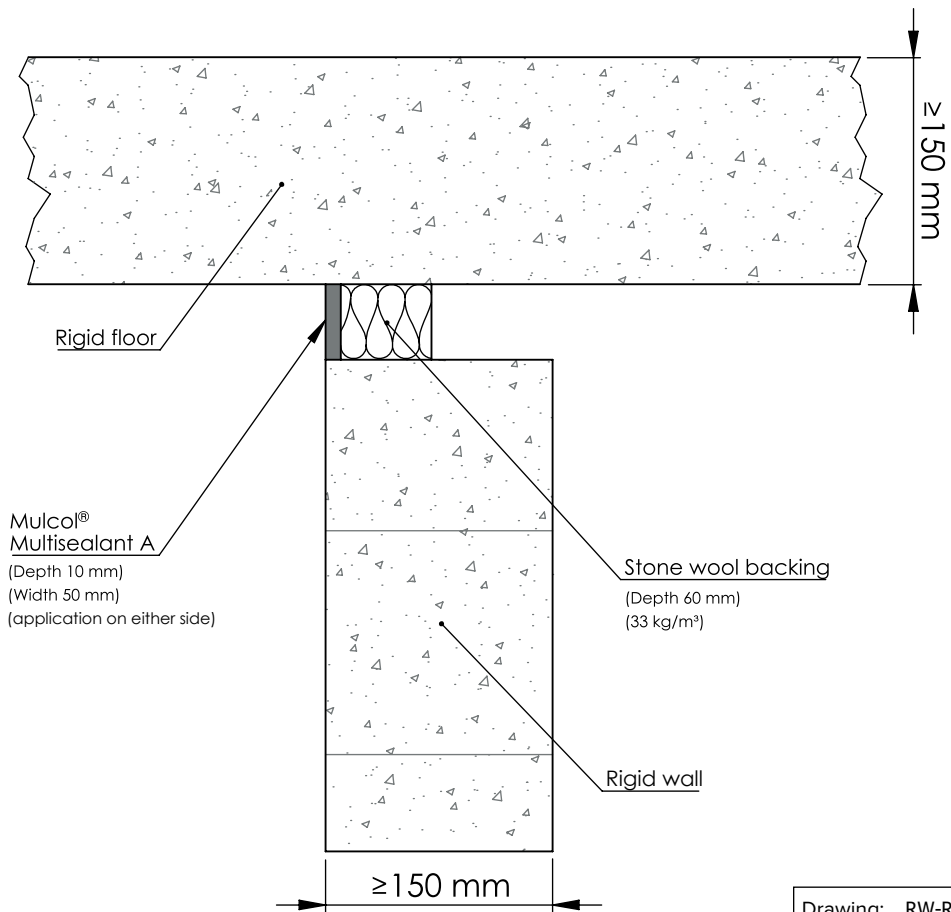 ≥150 mm
Rigid floor
Mulcol®
Multisealant A
(Depth 10 mm)
(Width 50 mm)
(application on either side)
Stone wool backing
(Depth 60 mm)
(33 kg/m³)
Rigid wall
≥150 mm
Drawing: RW-R